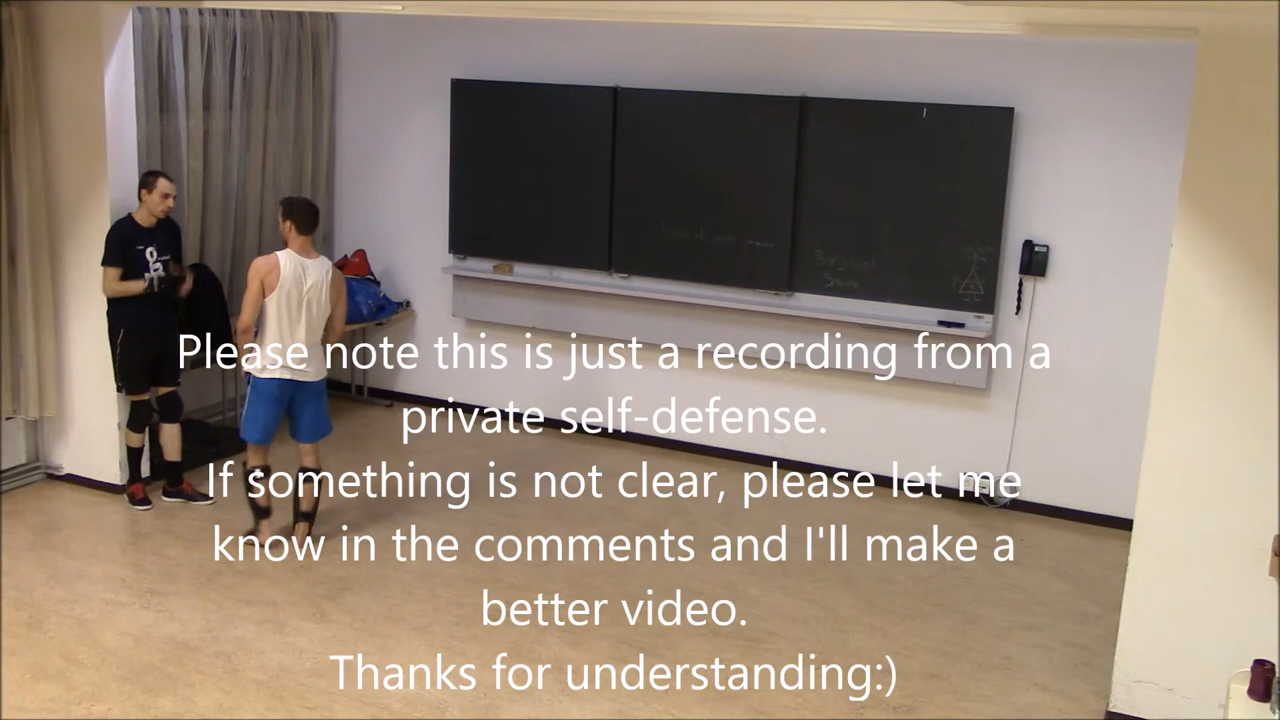 Please note this is just a recording from a
private self-defense.
If something is not clear, please let me
know in the comments and I'll make a
better video.
Thanks for understanding:)